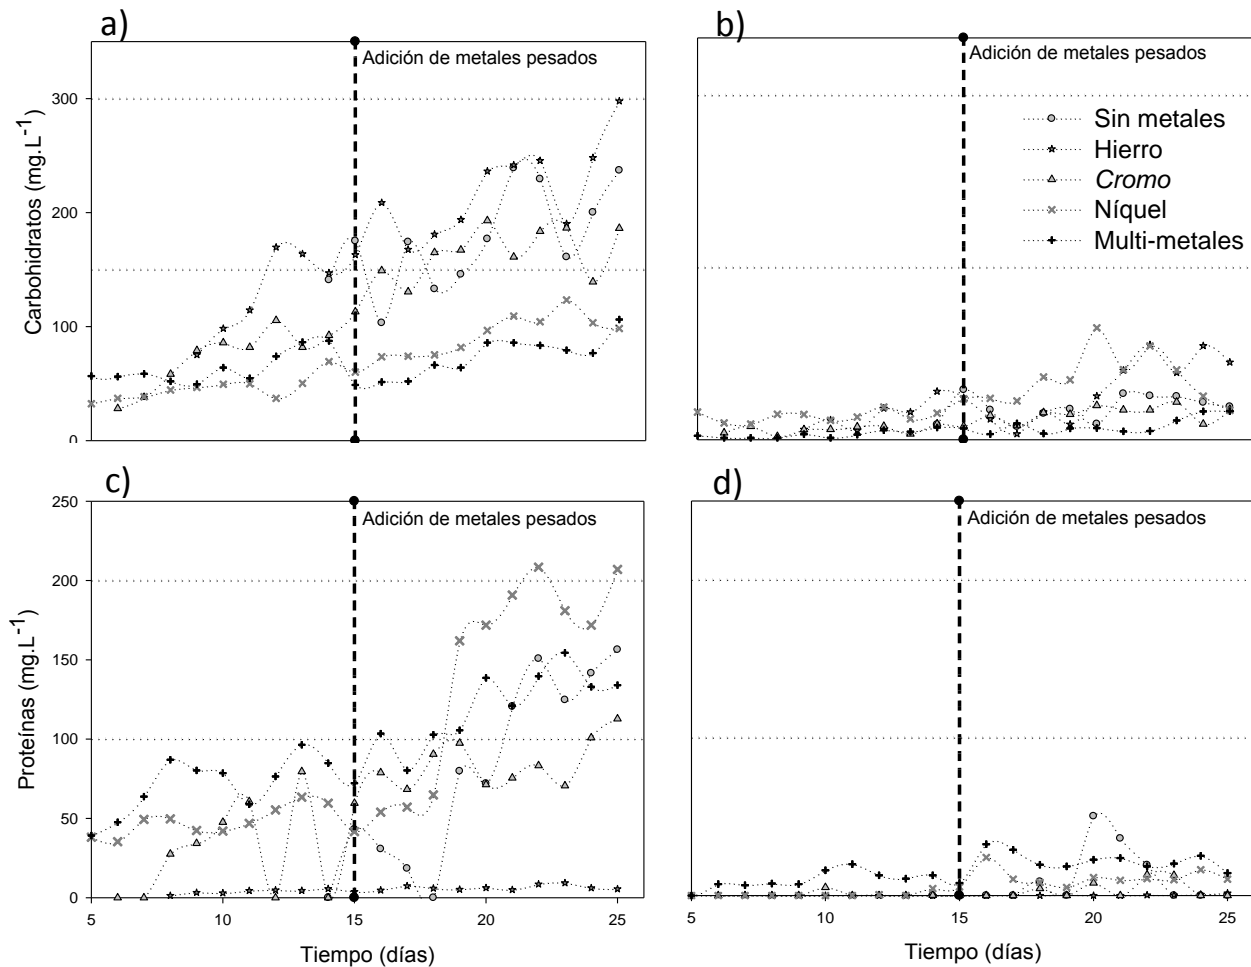 a)
b)
Adición de metales pesados
Adición de metales pesados
300
200
100
0
Carbohidratos (mg.L⁻¹)
Sin metales
Hierro
Cromo
Níquel
Multi-metales
c)
d)
Adición de metales pesados
Adición de metales pesados
250
200
150
100
50
0
Proteínas (mg.L⁻¹)
5
10
15
20
25
5
10
15
20
25
Tiempo (días)
Tiempo (días)